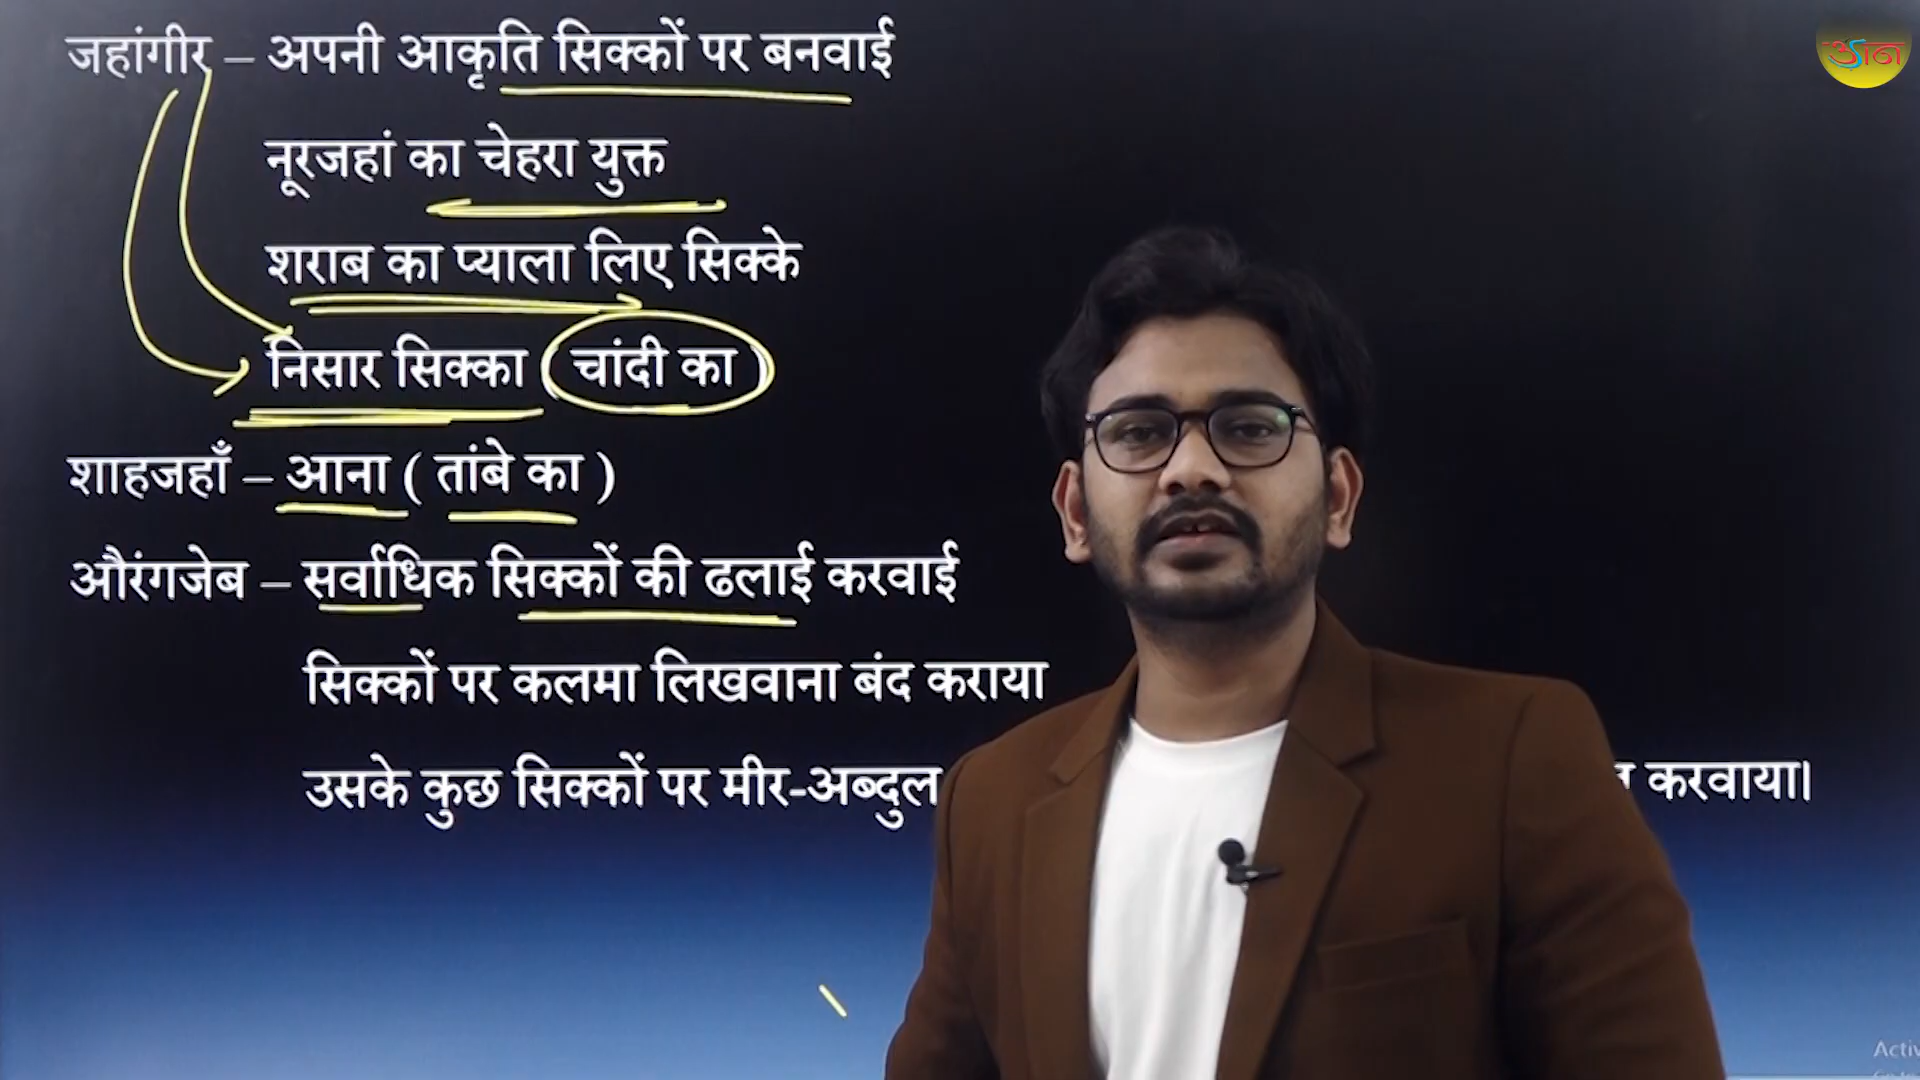 जहांगीर – अपनी आकृति सिक्कों पर बनवाई
नूरजहां का चेहरा युक्त
शराब का प्याला लिए सिक्के
निसार सिक्का ( चांदी का )
शाहजहाँ – आना ( तांबे का )
औरंगजेब – सर्वाधिक सिक्कों की ढलाई करवाई
सिक्कों पर कलमा लिखवाना बंद कराया
उसके कुछ सिक्कों पर मीर-अब्दुल करवाया।